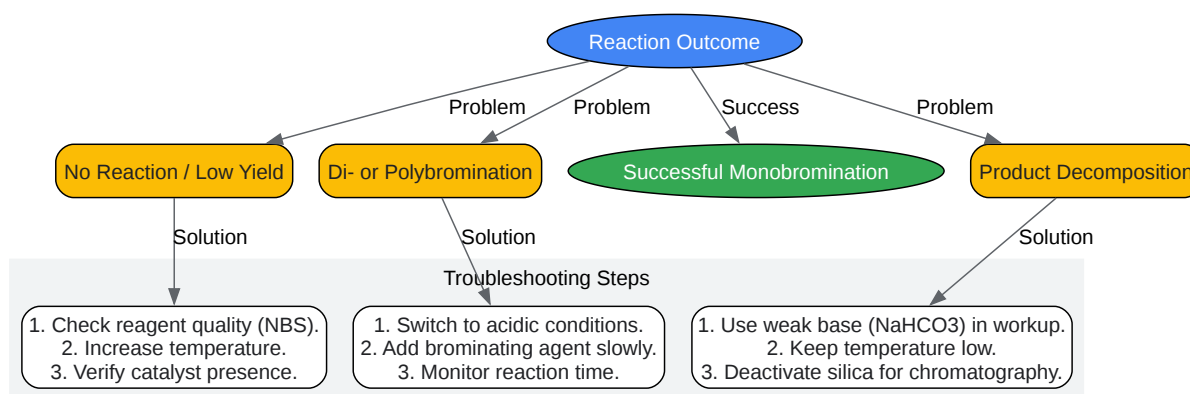 Reaction Outcome
Problem
Problem
Success
Problem
No Reaction / Low Yield
Di- or Polybromination
Successful Monobromination
Product Decomposition
Solution
Solution
Solution
Troubleshooting Steps
1. Check reagent quality (NBS).
2. Increase temperature.
3. Verify catalyst presence.
1. Switch to acidic conditions.
2. Add brominating agent slowly.
3. Monitor reaction time.
1. Use weak base (NaHCO3) in workup.
2. Keep temperature low.
3. Deactivate silica for chromatography.